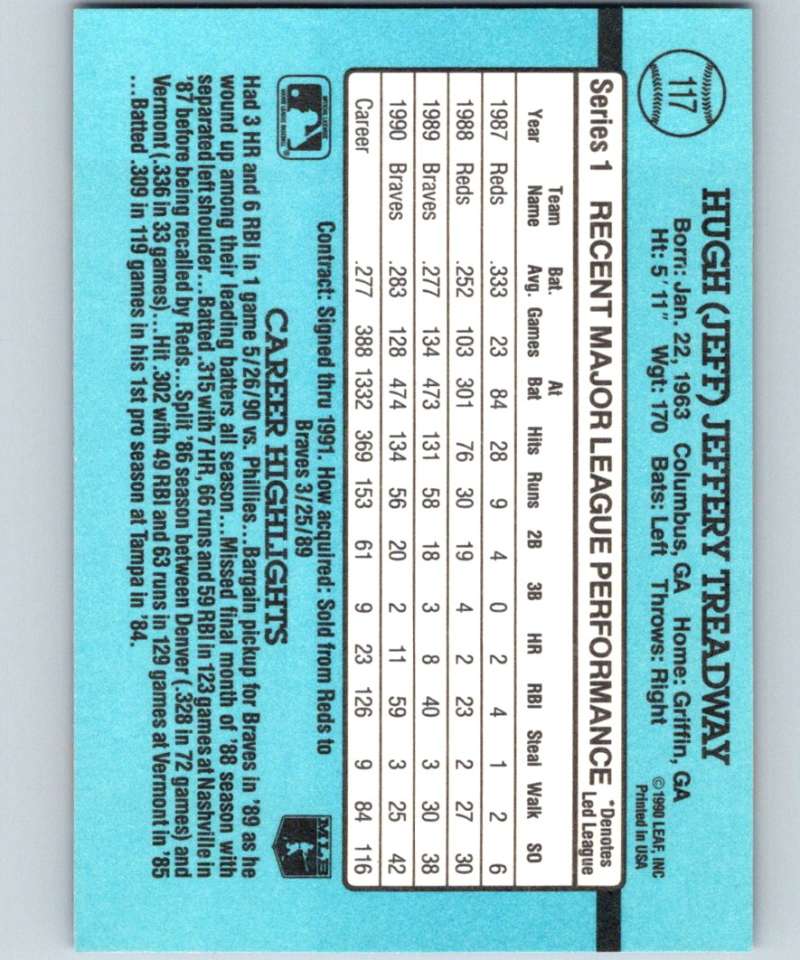 117
HUGH (JEFF) JEFFERY TREADWAY
Born: Jan. 22, 1963 Columbus, GA Home: Griffin, GA
Ht: 5'11" Wgt: 170 Bats: Left Throws: Right
© 1990 LEAF, INC
Printed in USA
Series 1 RECENT MAJOR LEAGUE PERFORMANCE *Denotes Led League
Year Team Name Bat. Avg. Games At Bat Hits Runs 2B 3B HR RBI Steal Walk SO
1987 Reds .333 23 84 28 9 4 0 2 4 1 2 6
1988 Reds .252 103 301 76 30 19 4 2 23 2 27 30
1989 Braves .277 134 473 131 58 18 3 8 40 3 30 38
1990 Braves .283 128 474 134 56 20 2 11 59 3 25 42
Career .277 388 1332 369 153 61 9 23 126 9 84 116
OFFICIAL LICENSEE
MAJOR LEAGUE BASEBALL
Contract: Signed thru 1991. How acquired: Sold from Reds to
Braves 3/25/89
MLB
CAREER HIGHLIGHTS
Had 3 HR and 6 RBI in 1 game 5/26/90 vs. Phillies...Bargain pickup for Braves in '89 as he
wound up among their leading batters all season...Missed final month of '88 season with
separated left shoulder...Batted .315 with 7 HR, 66 runs and 59 RBI in 123 games at Nashville in
'87 before being recalled by Reds...Split '86 season between Denver (.328 in 72 games) and
Vermont (.336 in 33 games)...Hit .302 with 49 RBI and 63 runs in 129 games at Vermont in '85
...Batted .309 in 119 games in his 1st pro season at Tampa in '84.